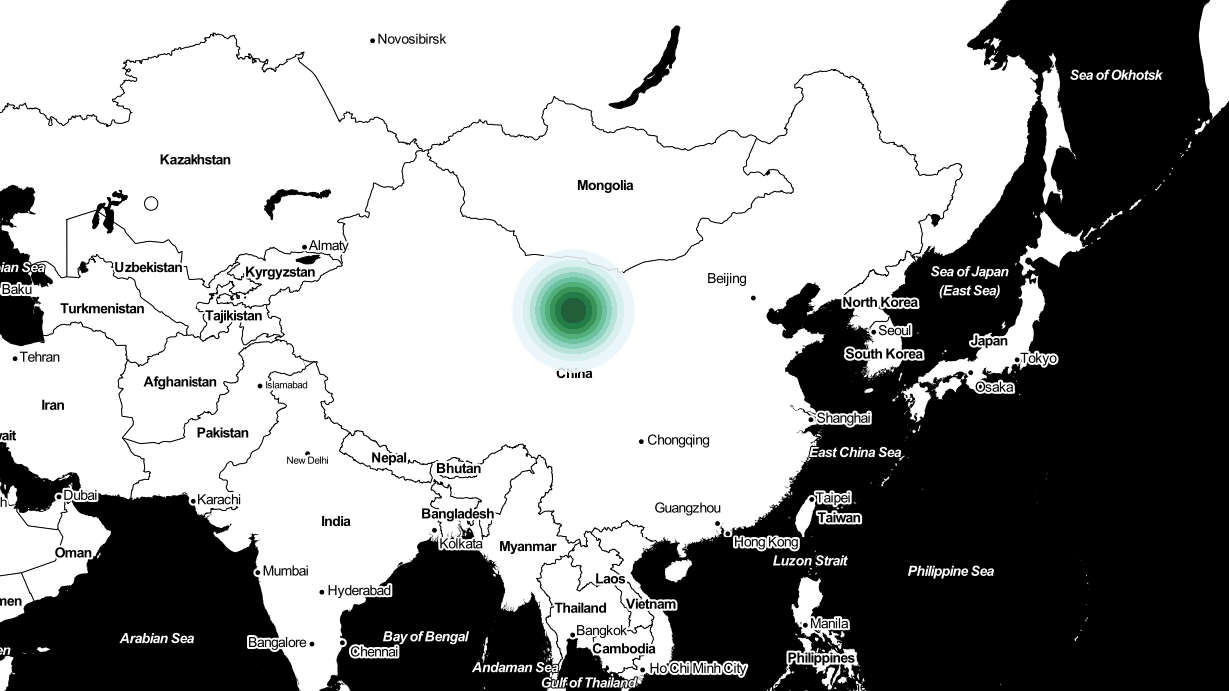 Novosibirsk
Sea of Okhotsk
Kazakhstan
Mongolia
Almaty
ian Sea
Uzbekistan
Kyrgyzstan
Beijing
Sea of Japan
(East Sea)
Baku
Turkmenistan
Tajikistan
North Korea
Seoul
Japan
Tehran
South Korea
Tokyo
China
Afghanistan
Islamabad
Osaka
Iran
Shanghai
wait
Pakistan
Chongqing
East China Sea
New Delhi
Nepal
Bhutan
Dubai
Karachi
Taipei
Guangzhou
Bangladesh
India
Taiwan
Kolkata
Hong Kong
Oman
Myanmar
Luzon Strait
Mumbai
Philippine Sea
Laos
Hyderabad
men
Thailand
Vietnam
Manila
Arabian Sea
Bay of Bengal
Bangkok
Bangalore
Chennai
Cambodia
en
Philippines
Andaman Sea
Ho Chi Minh City
Gulf of Thailand